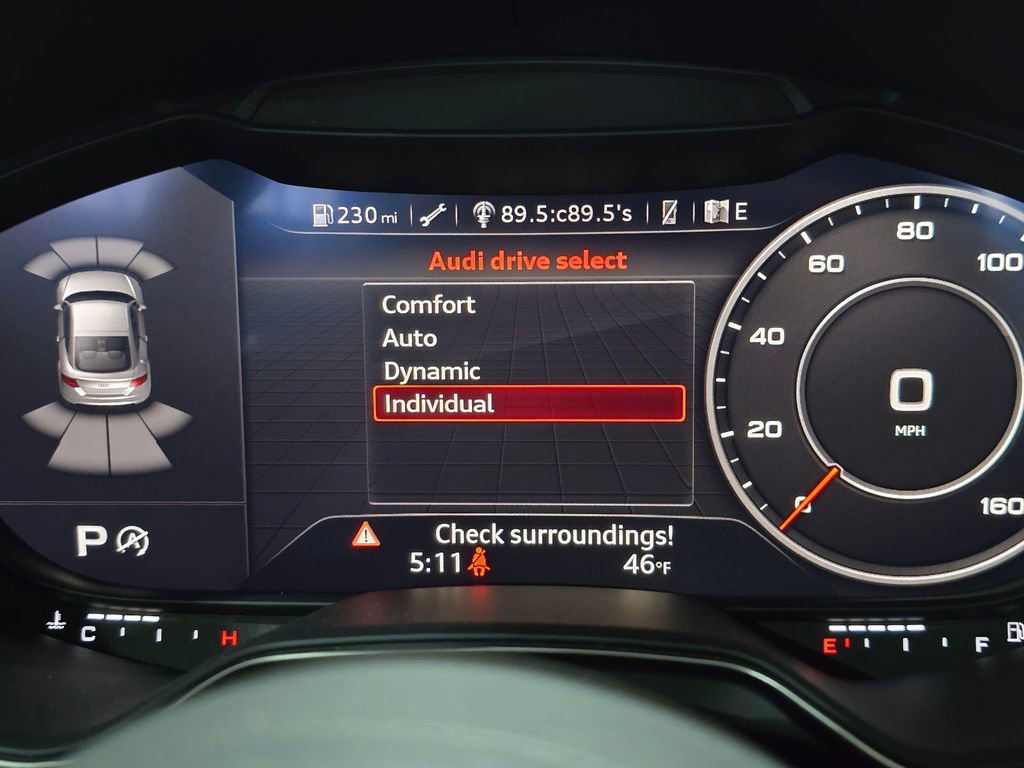 230 mi 89.5:c89.5's E
Audi drive select
Comfort
Auto
Dynamic
Individual
Check surroundings!
5:11 46°F
P A
0 20 40 60 80 100 160
0
MPH
C H
E F